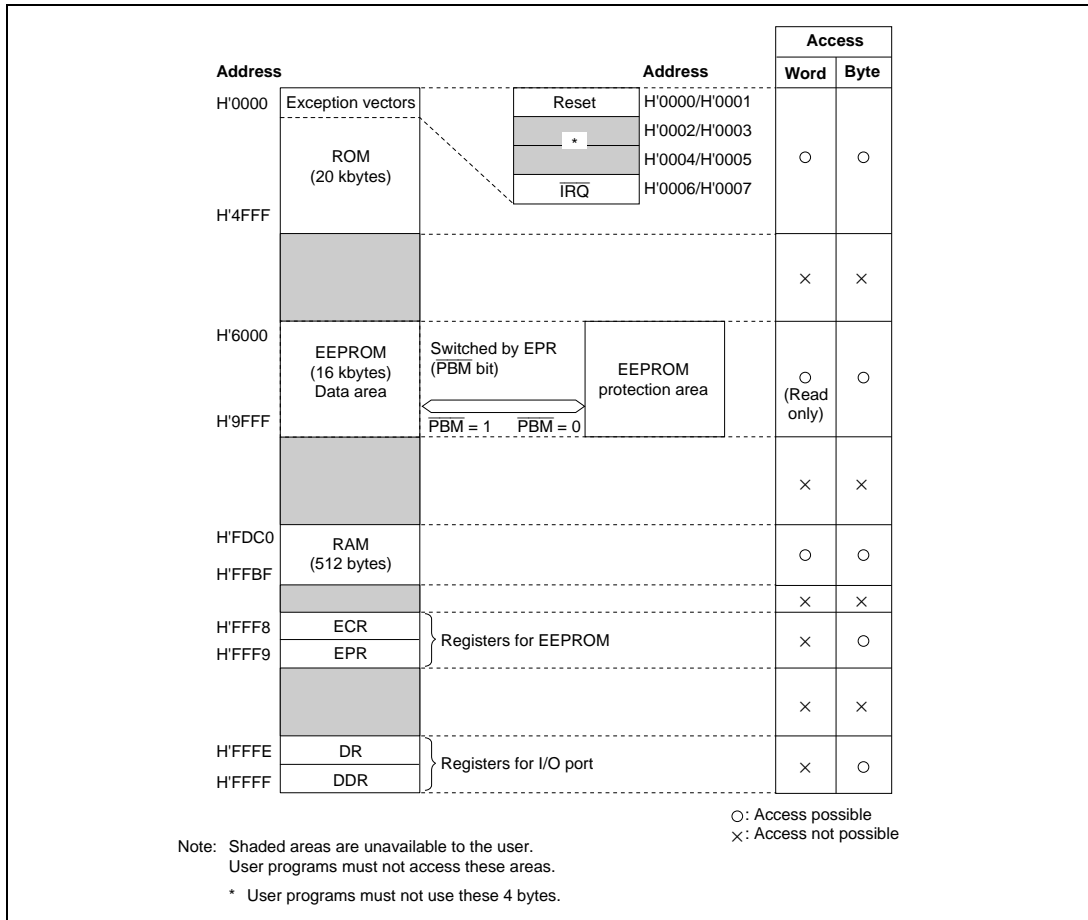 Access
Address Address Word Byte
H'0000 Exception vectors Reset H'0000/H'0001
* H'0002/H'0003
H'0004/H'0005
ROM
(20 kbytes)
○ ○
IRQ H'0006/H'0007
H'4FFF
× ×
H'6000
EEPROM
(16 kbytes)
Data area
Switched by EPR
(PBM bit)
EEPROM
protection area
○
(Read
only)
○
H'9FFF
PBM = 1 PBM = 0
× ×
H'FDC0
RAM
(512 bytes)
○ ○
H'FFBF
× ×
H'FFF8 ECR
Registers for EEPROM × ○
H'FFF9 EPR
× ×
H'FFFE DR
Registers for I/O port × ○
H'FFFF DDR
○: Access possible
×: Access not possible
Note: Shaded areas are unavailable to the user.
User programs must not access these areas.
* User programs must not use these 4 bytes.